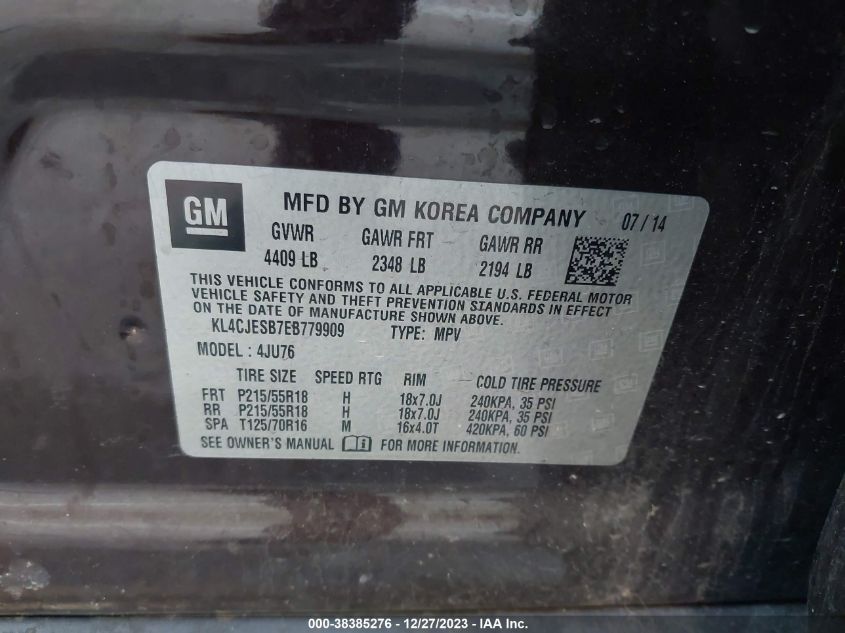 GM MFD BY GM KOREA COMPANY 07 / 14
GVWR GAWR FRT GAWR RR
4409 LB 2348 LB 2194 LB
THIS VEHICLE CONFORMS TO ALL APPLICABLE U.S. FEDERAL MOTOR
VEHICLE SAFETY AND THEFT PREVENTION STANDARDS IN EFFECT
ON THE DATE OF MANUFACTURE SHOWN ABOVE.
KL4CJESB7EB779909 TYPE: MPV
MODEL : 4JU76
TIRE SIZE SPEED RTG RIM COLD TIRE PRESSURE
FRT P215/55R18 H 18x7.0J 240KPA, 35 PSI
RR P215/55R18 H 18x7.0J 240KPA, 35 PSI
SPA T125/70R16 M 16x4.0T 420KPA, 60 PSI
SEE OWNER'S MANUAL FOR MORE INFORMATION.
000-38385276 - 12/27/2023 - IAA Inc.